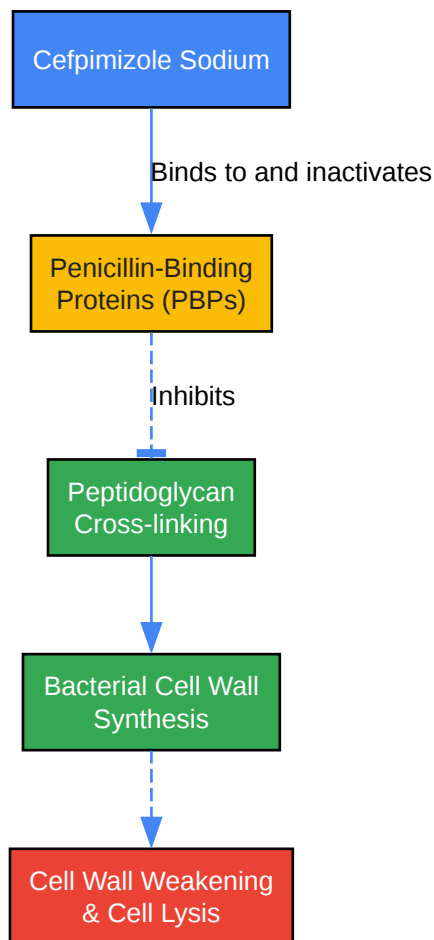 Cefpimizole Sodium
Binds to and inactivates
Penicillin-Binding
Proteins (PBPs)
Inhibits
Peptidoglycan
Cross-linking
Bacterial Cell Wall
Synthesis
Cell Wall Weakening
& Cell Lysis